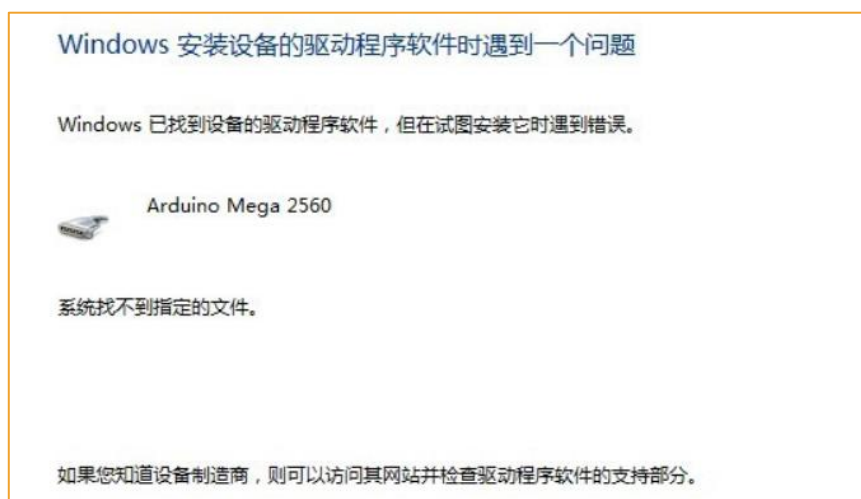 Windows 安装设备的驱动程序软件时遇到一个问题
Windows 已找到设备的驱动程序软件，但在试图安装它时遇到错误。
Arduino Mega 2560
系统找不到指定的文件。
如果您知道设备制造商，则可以访问其网站并检查驱动程序软件的支持部分。